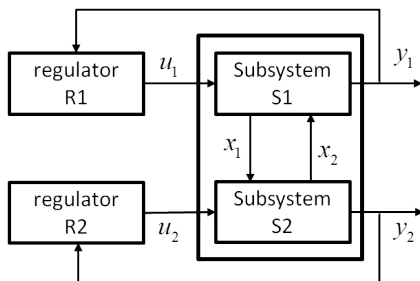 regulator
R1
u1
Subsystem
S1
y1
x1
x2
regulator
R2
u2
Subsystem
S2
y2